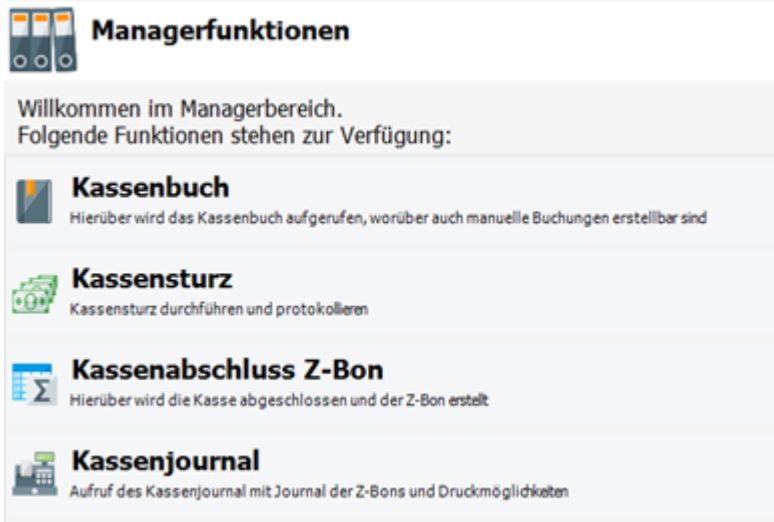 Managerfunktionen
Willkommen im Managerbereich.
Folgende Funktionen stehen zur Verfügung:
Kassenbuch
Hierüber wird das Kassenbuch aufgerufen, worüber auch manuelle Buchungen erstellbar sind
Kassensturz
Kassensturz durchführen und protokollieren
Kassenabschluss Z-Bon
Hierüber wird die Kasse abgeschlossen und der Z-Bon erstellt
Kassenjournal
Aufruf des Kassenjournal mit Journal der Z-Bons und Druckmöglichkeiten